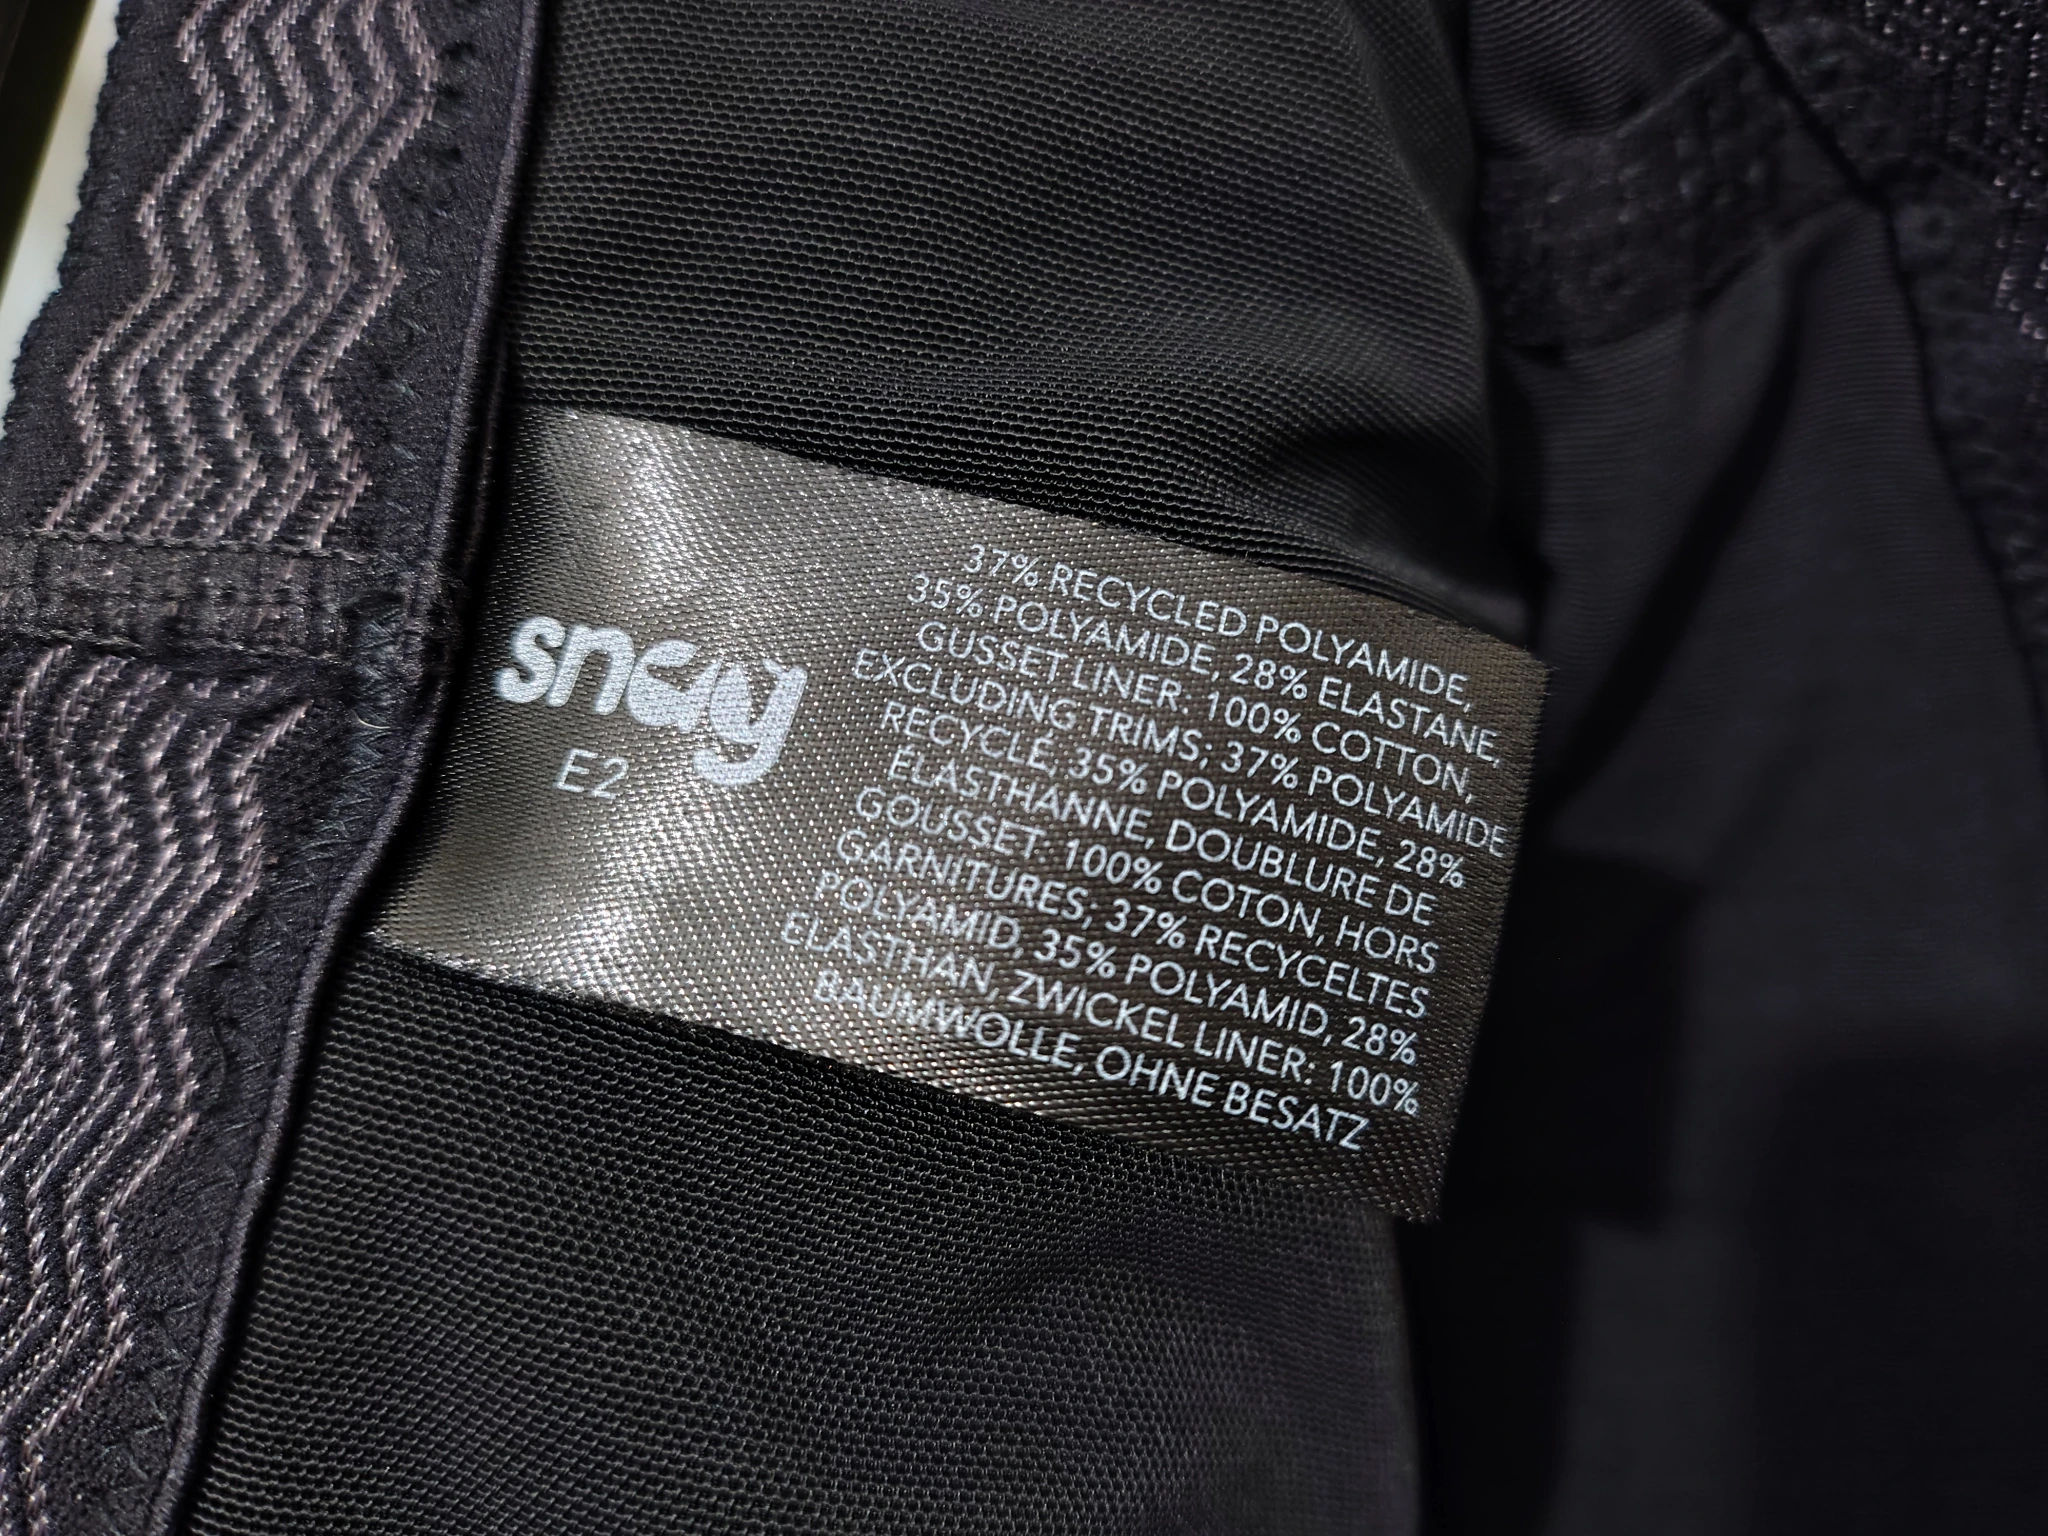 snag
E2
37% RECYCLED POLYAMIDE,
35% POLYAMIDE, 28% ELASTANE,
GUSSET LINER: 100% COTTON,
EXCLUDING TRIMS; 37% POLYAMIDE
RECYCLÉ, 35% POLYAMIDE, 28%
ÉLASTHANNE, DOUBLURE DE
GOUSSET: 100% COTON, HORS
GARNITURES, 37% RECYCELTES
POLYAMID, 35% POLYAMID, 28%
ELASTHAN, ZWICKEL LINER: 100%
BAUMWOLLE, OHNE BESATZ